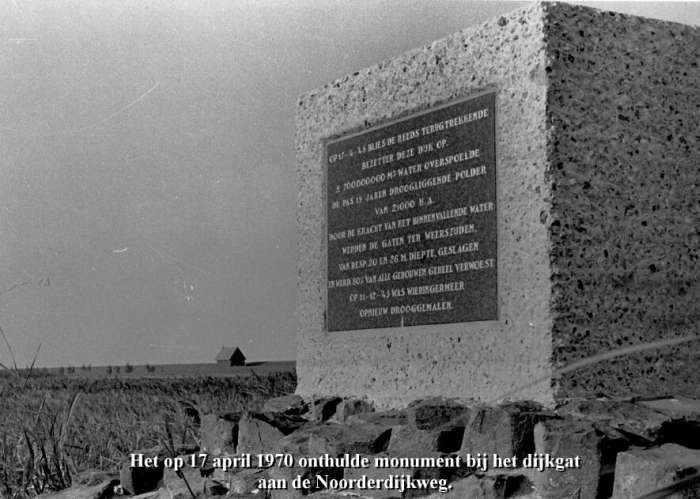 OP 17-4-45 BLIES DE REEDS TERUGTREKKENDE
BEZETTER DEZE DIJK OP.
± 700000000 M3 WATER OVERSPOELDE
DE PAS 15 JAREN DROOGLIGGENDE POLDER
VAN 21000 H.A.
DOOR DE KRACHT VAN HET BINNENVALLENDE WATER
WERDEN DE GATEN TER WEERSZIJDEN,
VAN RESP. 20 EN 26 M. DIEPTE GESLAGEN
EN WERD 80% VAN ALLE GEBOUWEN GEHEEL VERWOEST
OP 11-12-45 WAS WIERINGERMEER
OPNIEUW DROOGGEMALEN.
Het op 17 april 1970 onthulde monument bij het dijkgat
aan de Noorderdijkweg.